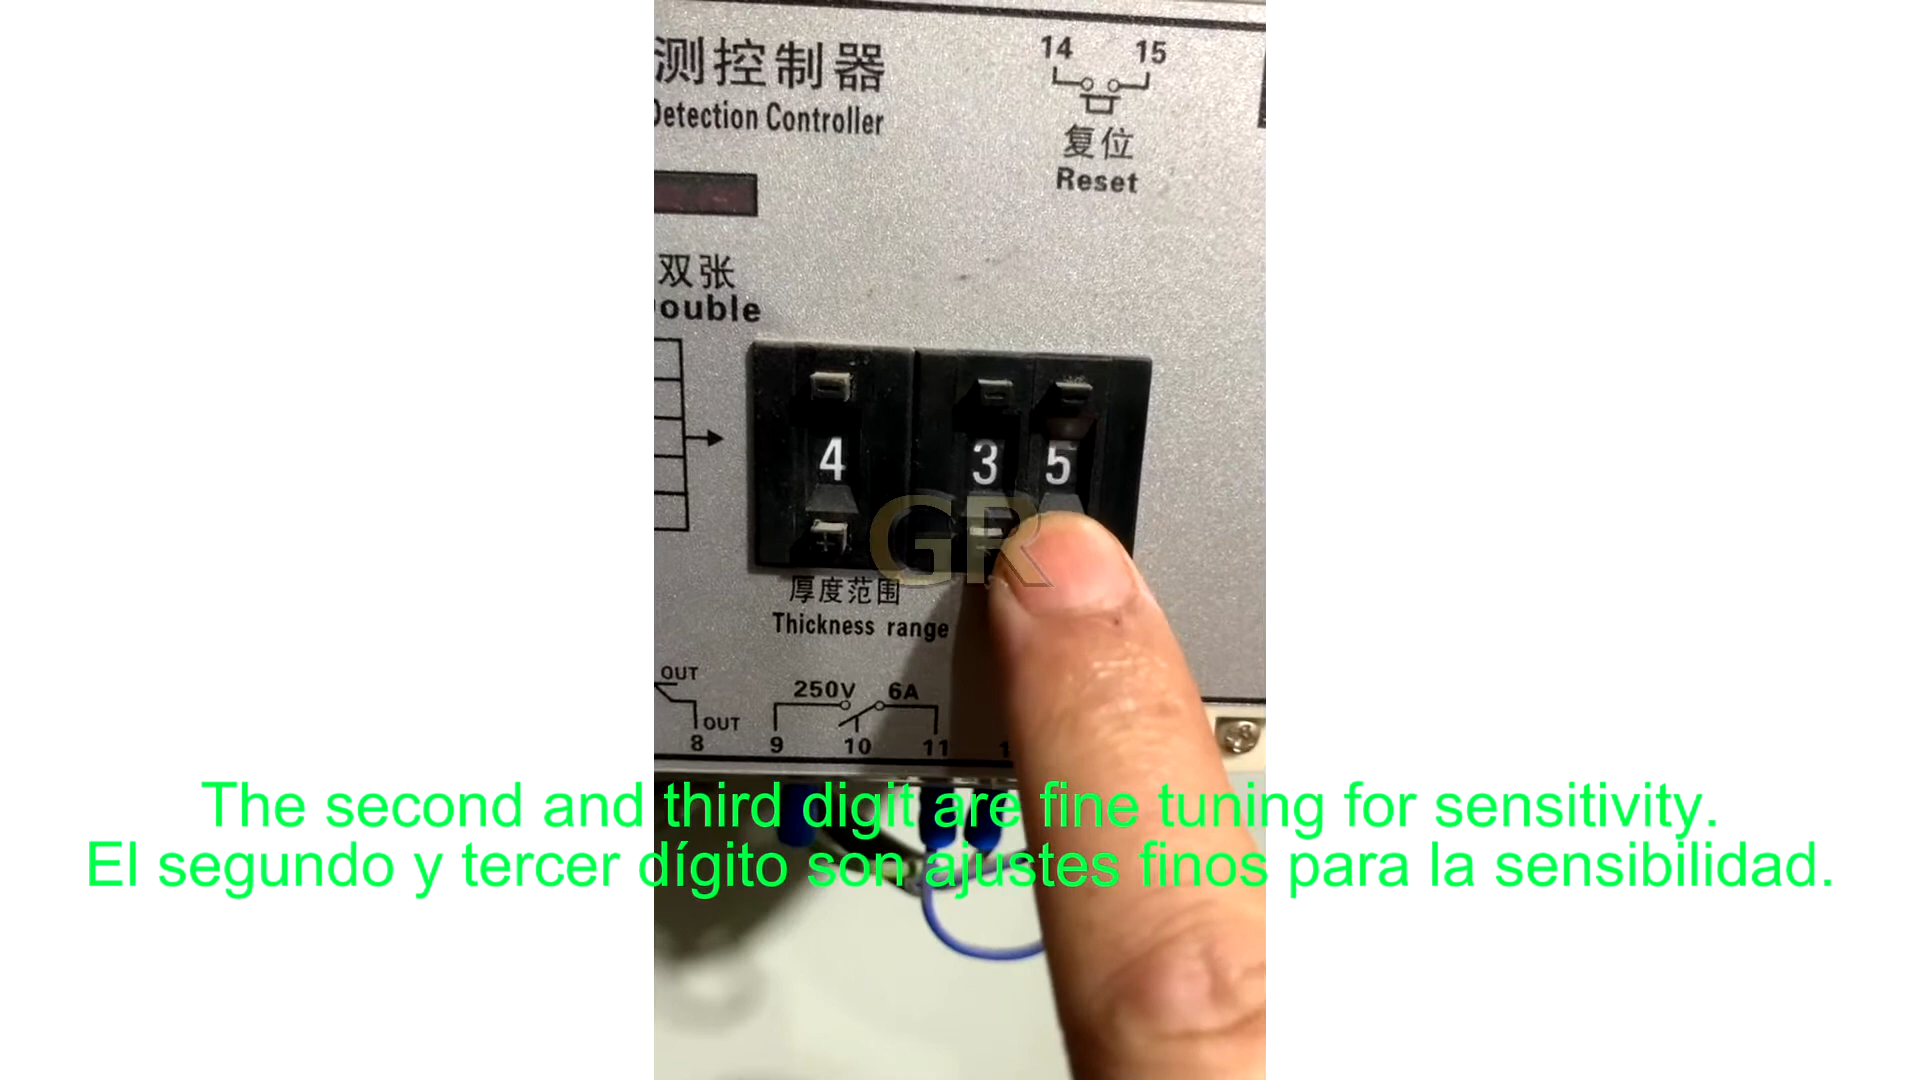 测控制器
Detection Controller
14 15
复位
Reset
双张
ouble
4 3 5
GR
厚度范围
Thickness range
OUT
250V 6A
OUT
8 9 10 11
The second and third digit are fine tuning for sensitivity.
El segundo y tercer dígito son ajustes finos para la sensibilidad.